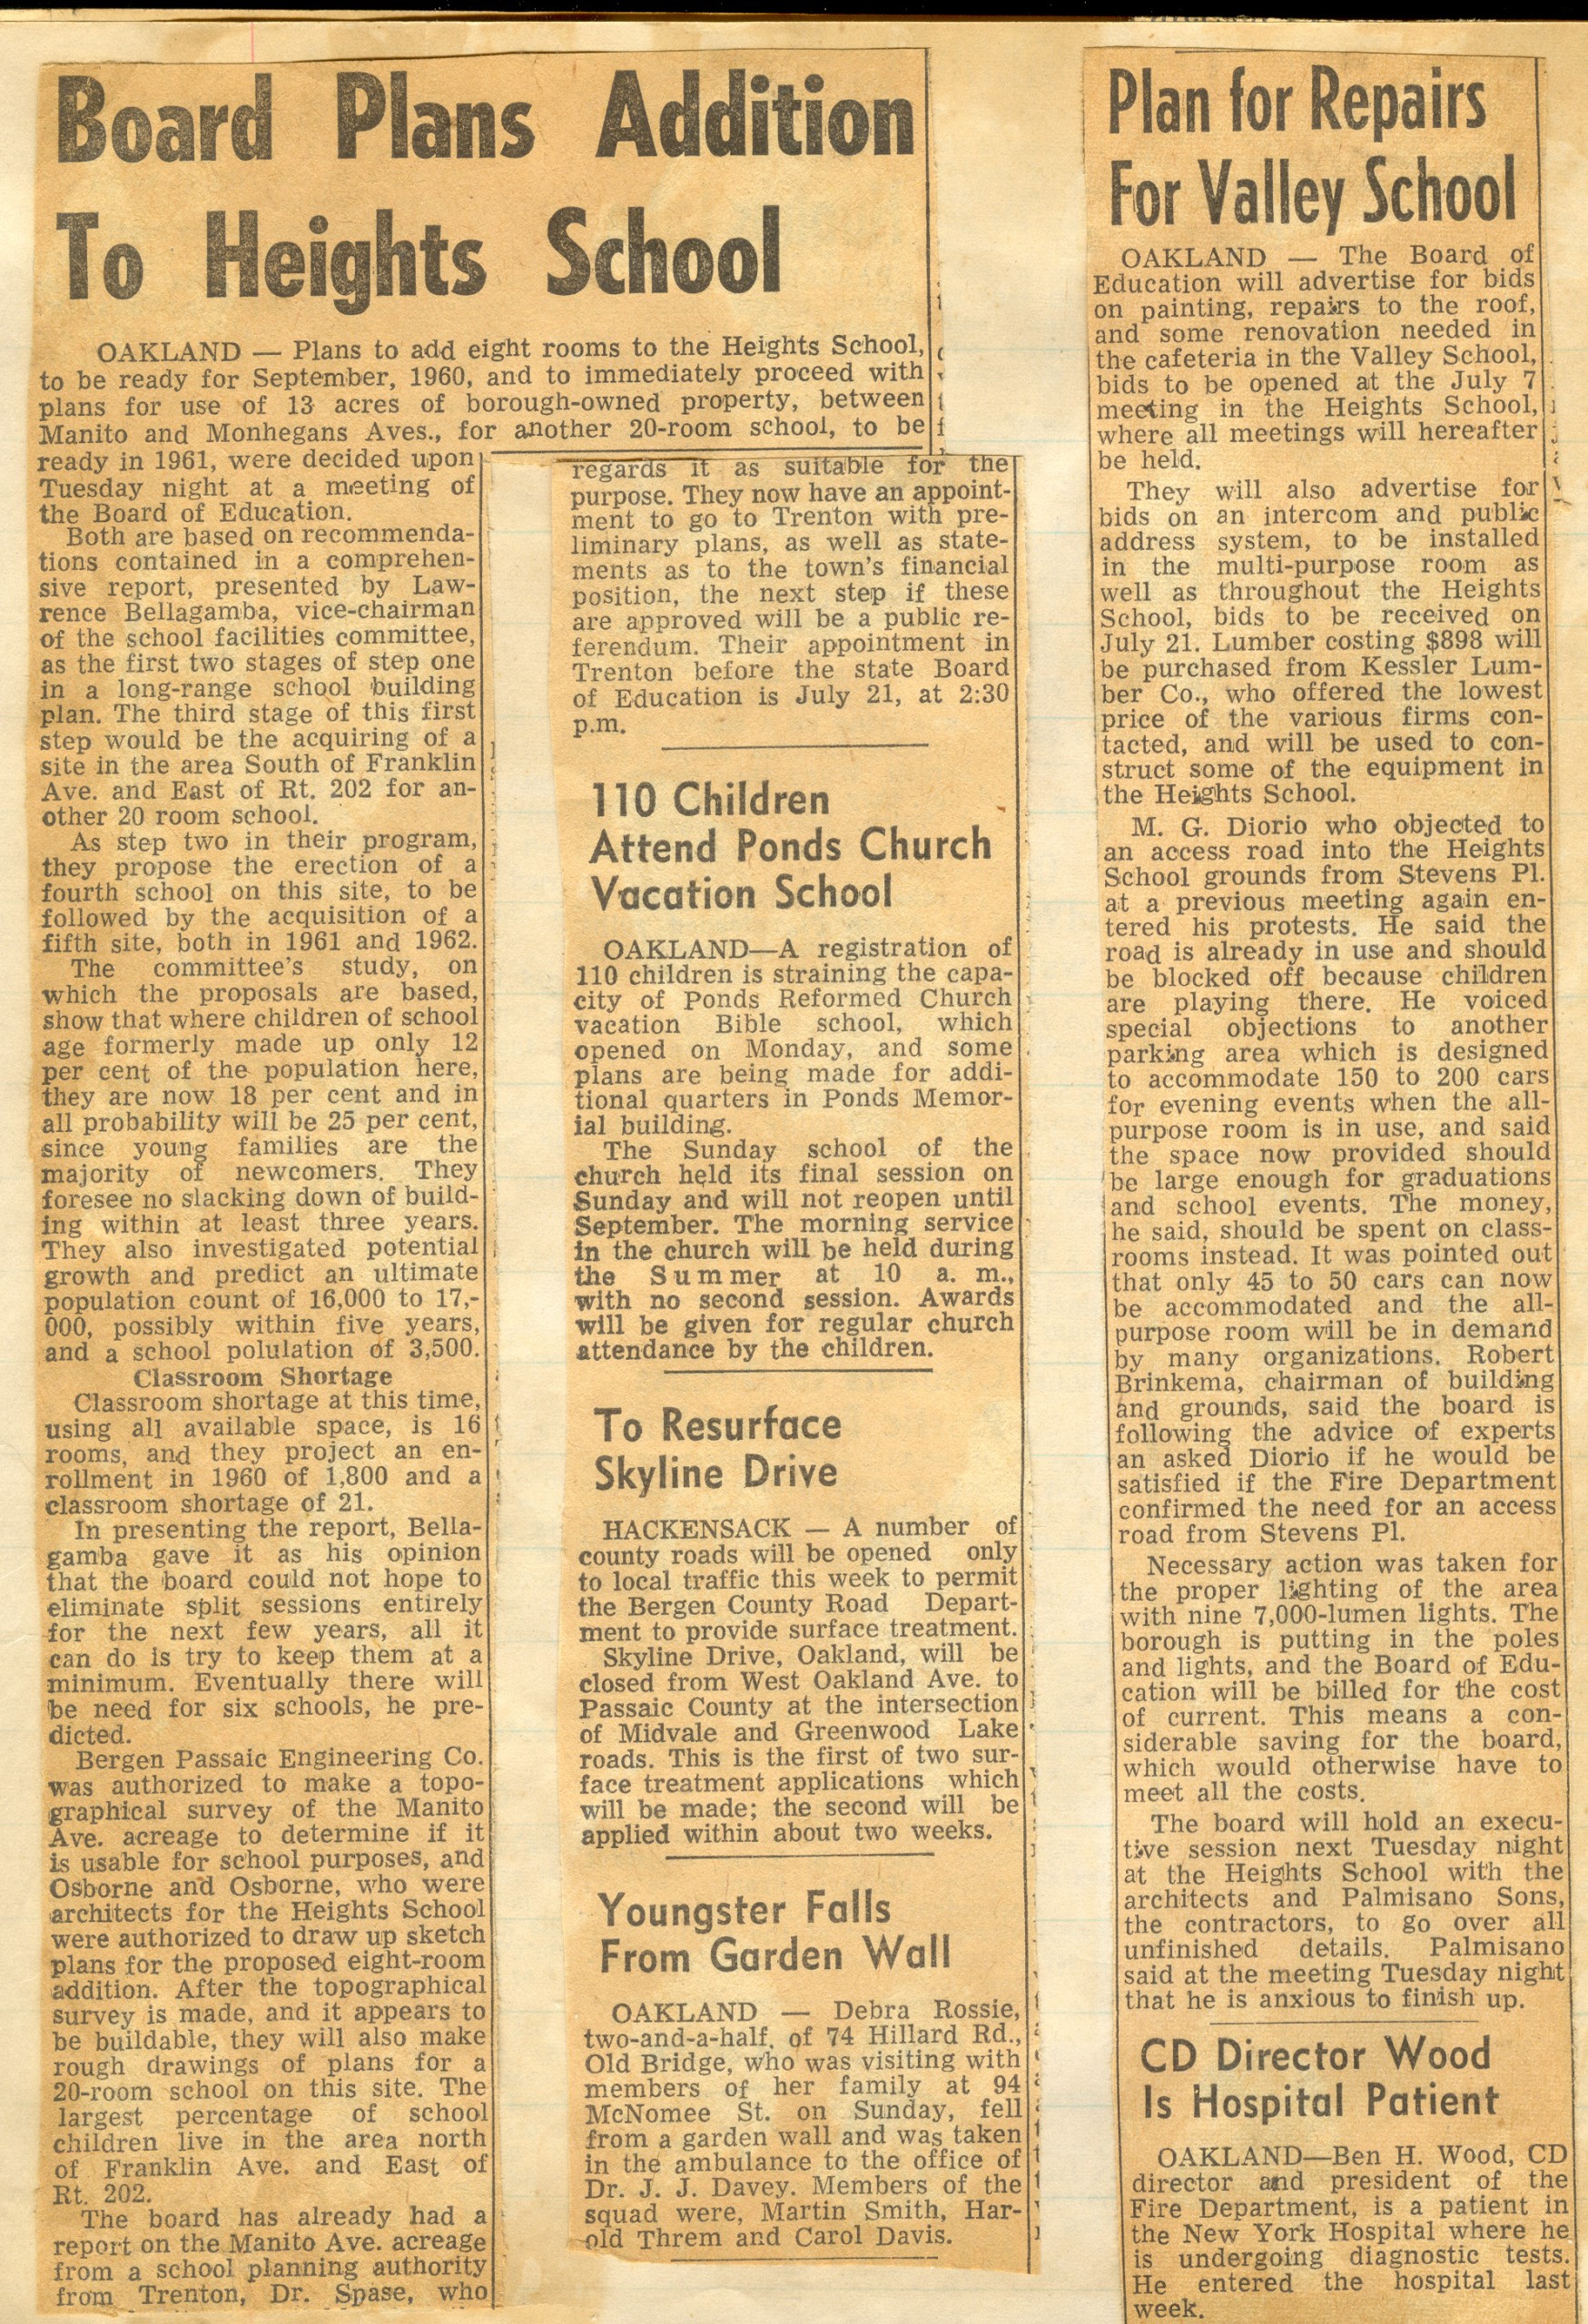 Board Plans Addition
To Heights School
OAKLAND — Plans to add eight rooms to the Heights School,
to be ready for September, 1960, and to immediately proceed with
plans for use of 13 acres of borough-owned property, between
Manito and Monhegans Aves., for another 20-room school, to be
ready in 1961, were decided upon
Tuesday night at a meeting of
the Board of Education.
Both are based on recommenda-
tions contained in a comprehen-
sive report, presented by Law-
rence Bellagamba, vice-chairman
of the school facilities committee,
as the first two stages of step one
in a long-range school building
plan. The third stage of this first
step would be the acquiring of a
site in the area South of Franklin
Ave. and East of Rt. 202 for an-
other 20 room school.
As step two in their program,
they propose the erection of a
fourth school on this site, to be
followed by the acquisition of a
fifth site, both in 1961 and 1962.
The committee's study, on
which the proposals are based,
show that where children of school
age formerly made up only 12
per cent of the population here,
they are now 18 per cent and in
all probability will be 25 per cent,
since young families are the
majority of newcomers. They
foresee no slacking down of build-
ing within at least three years.
They also investigated potential
growth and predict an ultimate
population count of 16,000 to 17,-
000, possibly within five years,
and a school polulation of 3,500.
Classroom Shortage
Classroom shortage at this time,
using all available space, is 16
rooms, and they project an en-
rollment in 1960 of 1,800 and a
classroom shortage of 21.
In presenting the report, Bella-
gamba gave it as his opinion
that the board could not hope to
eliminate split sessions entirely
for the next few years, all it
can do is try to keep them at a
minimum. Eventually there will
be need for six schools, he pre-
dicted.
Bergen Passaic Engineering Co.
was authorized to make a topo-
graphical survey of the Manito
Ave. acreage to determine if it
is usable for school purposes, and
Osborne and Osborne, who were
architects for the Heights School
were authorized to draw up sketch
plans for the proposed eight-room
addition. After the topographical
survey is made, and it appears to
be buildable, they will also make
rough drawings of plans for a
20-room school on this site. The
largest percentage of school
children live in the area north
of Franklin Ave. and East of
Rt. 202.
The board has already had a
report on the Manito Ave. acreage
from a school planning authority
from Trenton, Dr. Spase, who
regards it as suitable for the
purpose. They now have an appoint-
ment to go to Trenton with pre-
liminary plans, as well as state-
ments as to the town's financial
position, the next step if these
are approved will be a public re-
ferendum. Their appointment in
Trenton before the state Board
of Education is July 21, at 2:30
p.m.
110 Children
Attend Ponds Church
Vacation School
OAKLAND—A registration of
110 children is straining the capa-
city of Ponds Reformed Church
vacation Bible school, which
opened on Monday, and some
plans are being made for addi-
tional quarters in Ponds Memor-
ial building.
The Sunday school of the
church held its final session on
Sunday and will not reopen until
September. The morning service
in the church will be held during
the Summer at 10 a. m.,
with no second session. Awards
will be given for regular church
attendance by the children.
To Resurface
Skyline Drive
HACKENSACK — A number of
county roads will be opened only
to local traffic this week to permit
the Bergen County Road Depart-
ment to provide surface treatment.
Skyline Drive, Oakland, will be
closed from West Oakland Ave. to
Passaic County at the intersection
of Midvale and Greenwood Lake
roads. This is the first of two sur-
face treatment applications which
will be made; the second will be
applied within about two weeks.
Youngster Falls
From Garden Wall
OAKLAND — Debra Rossie,
two-and-a-half, of 74 Hillard Rd.,
Old Bridge, who was visiting with
members of her family at 94
McNomee St. on Sunday, fell
from a garden wall and was taken
in the ambulance to the office of
Dr. J. J. Davey. Members of the
squad were, Martin Smith, Har-
old Threm and Carol Davis.
Plan for Repairs
For Valley School
OAKLAND — The Board of
Education will advertise for bids
on painting, repairs to the roof,
and some renovation needed in
the cafeteria in the Valley School,
bids to be opened at the July 7
meeting in the Heights School,
where all meetings will hereafter
be held.
They will also advertise for
bids on an intercom and public
address system, to be installed
in the multi-purpose room as
well as throughout the Heights
School, bids to be received on
July 21. Lumber costing $898 will
be purchased from Kessler Lum-
ber Co., who offered the lowest
price of the various firms con-
tacted, and will be used to con-
struct some of the equipment in
the Heights School.
M. G. Diorio who objected to
an access road into the Heights
School grounds from Stevens Pl.
at a previous meeting again en-
tered his protests. He said the
road is already in use and should
be blocked off because children
are playing there. He voiced
special objections to another
parking area which is designed
to accommodate 150 to 200 cars
for evening events when the all-
purpose room is in use, and said
the space now provided should
be large enough for graduations
and school events. The money,
he said, should be spent on class-
rooms instead. It was pointed out
that only 45 to 50 cars can now
be accommodated and the all-
purpose room will be in demand
by many organizations. Robert
Brinkema, chairman of building
and grounds, said the board is
following the advice of experts
an asked Diorio if he would be
satisfied if the Fire Department
confirmed the need for an access
road from Stevens Pl.
Necessary action was taken for
the proper lighting of the area
with nine 7,000-lumen lights. The
borough is putting in the poles
and lights, and the Board of Edu-
cation will be billed for the cost
of current. This means a con-
siderable saving for the board,
which would otherwise have to
meet all the costs.
The board will hold an execu-
tive session next Tuesday night
at the Heights School with the
architects and Palmisano Sons,
the contractors, to go over all
unfinished details. Palmisano
said at the meeting Tuesday night
that he is anxious to finish up.
CD Director Wood
Is Hospital Patient
OAKLAND—Ben H. Wood, CD
director and president of the
Fire Department, is a patient in
the New York Hospital where he
is undergoing diagnostic tests.
He entered the hospital last
week.